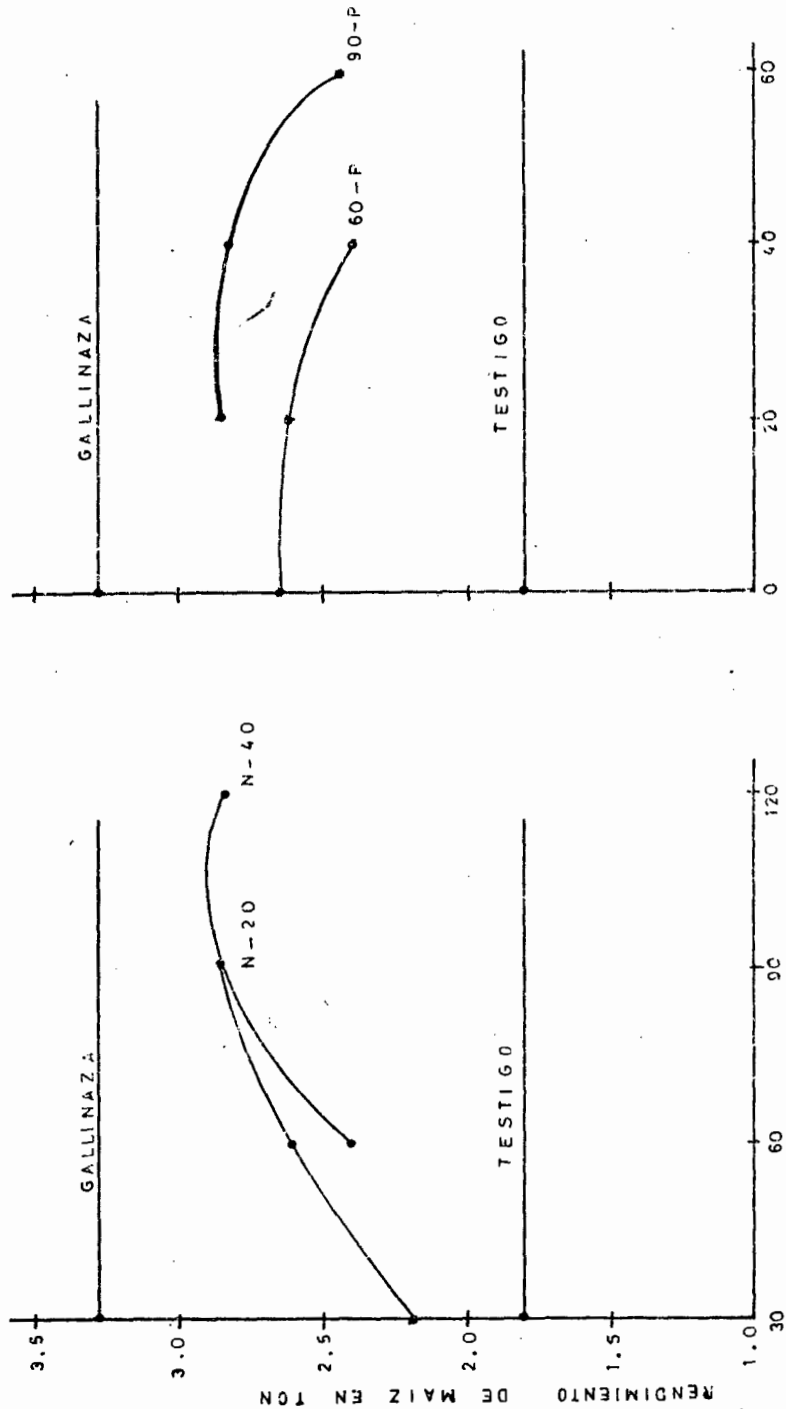 RENDIMIENTO DE MAIZ EN TON
3.5
3.0
2.5
2.0
1.5
1.0
GALLINAZA
N-20
N-40
TESTIGO
30
60
90
120
GALLINAZA
90-P
60-P
TESTIGO
0
20
40
60